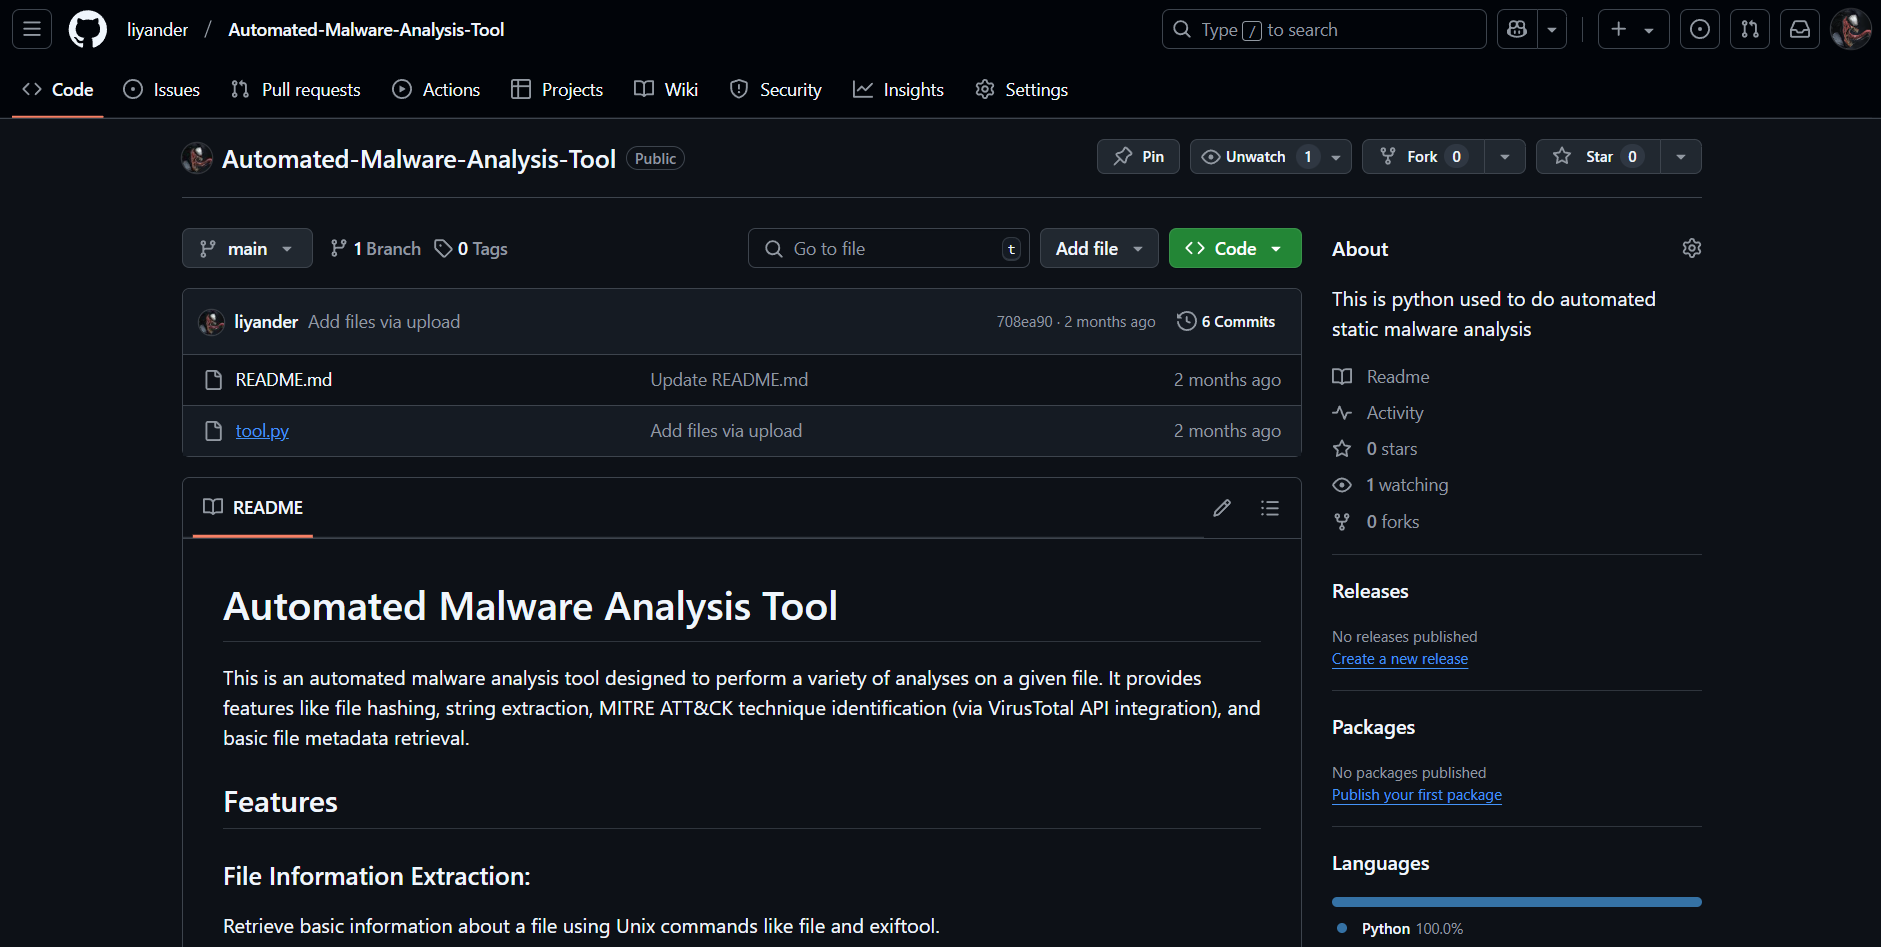 liyander / Automated-Malware-Analysis-Tool
Type / to search
Code
Issues
Pull requests
Actions
Projects
Wiki
Security
Insights
Settings
Automated-Malware-Analysis-Tool Public
Pin
Unwatch 1
Fork 0
Star 0
main
1 Branch
0 Tags
Go to file t
Add file
Code
liyander Add files via upload 708ea90 · 2 months ago 6 Commits
README.md Update README.md 2 months ago
tool.py Add files via upload 2 months ago
README
Automated Malware Analysis Tool
This is an automated malware analysis tool designed to perform a variety of analyses on a given file. It provides
features like file hashing, string extraction, MITRE ATT&CK technique identification (via VirusTotal API integration), and
basic file metadata retrieval.
Features
File Information Extraction:
Retrieve basic information about a file using Unix commands like file and exiftool.
About
This is python used to do automated
static malware analysis
Readme
Activity
0 stars
1 watching
0 forks
Releases
No releases published
Create a new release
Packages
No packages published
Publish your first package
Languages
Python 100.0%